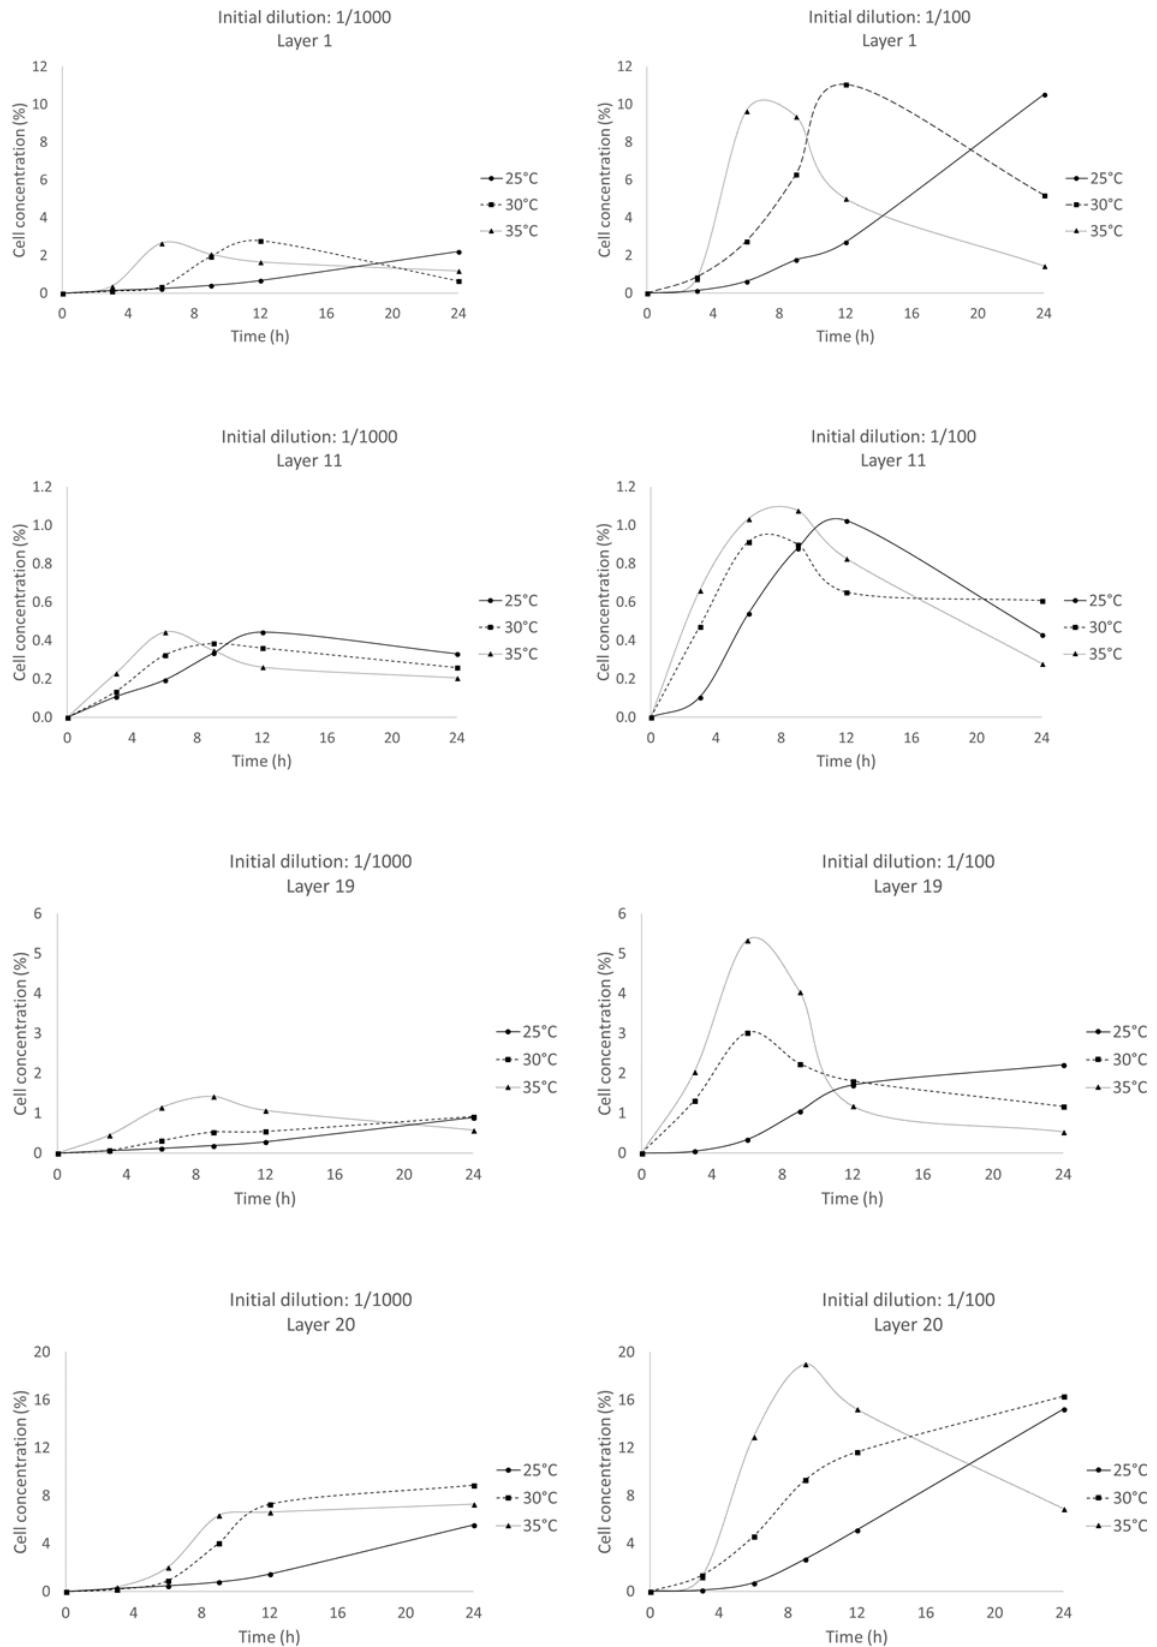 Initial dilution: 1/1000
Layer 1
12
10
8
6
4
2
0
Cell concentration (%)
0 4 8 12 16 20 24
Time (h)
25°C
30°C
35°C
Initial dilution: 1/100
Layer 1
12
10
8
6
4
2
0
Cell concentration (%)
0 4 8 12 16 20 24
Time (h)
25°C
30°C
35°C
Initial dilution: 1/1000
Layer 11
1.2
1.0
0.8
0.6
0.4
0.2
0.0
Cell concentration (%)
0 4 8 12 16 20 24
Time (h)
25°C
30°C
35°C
Initial dilution: 1/100
Layer 11
1.2
1.0
0.8
0.6
0.4
0.2
0.0
Cell concentration (%)
0 4 8 12 16 20 24
Time (h)
25°C
30°C
35°C
Initial dilution: 1/1000
Layer 19
6
5
4
3
2
1
0
Cell concentration (%)
0 4 8 12 16 20 24
Time (h)
25°C
30°C
35°C
Initial dilution: 1/100
Layer 19
6
5
4
3
2
1
0
Cell concentration (%)
0 4 8 12 16 20 24
Time (h)
25°C
30°C
35°C
Initial dilution: 1/1000
Layer 20
20
16
12
8
4
0
Cell concentration (%)
0 4 8 12 16 20 24
Time (h)
25°C
30°C
35°C
Initial dilution: 1/100
Layer 20
20
16
12
8
4
0
Cell concentration (%)
0 4 8 12 16 20 24
Time (h)
25°C
30°C
35°C